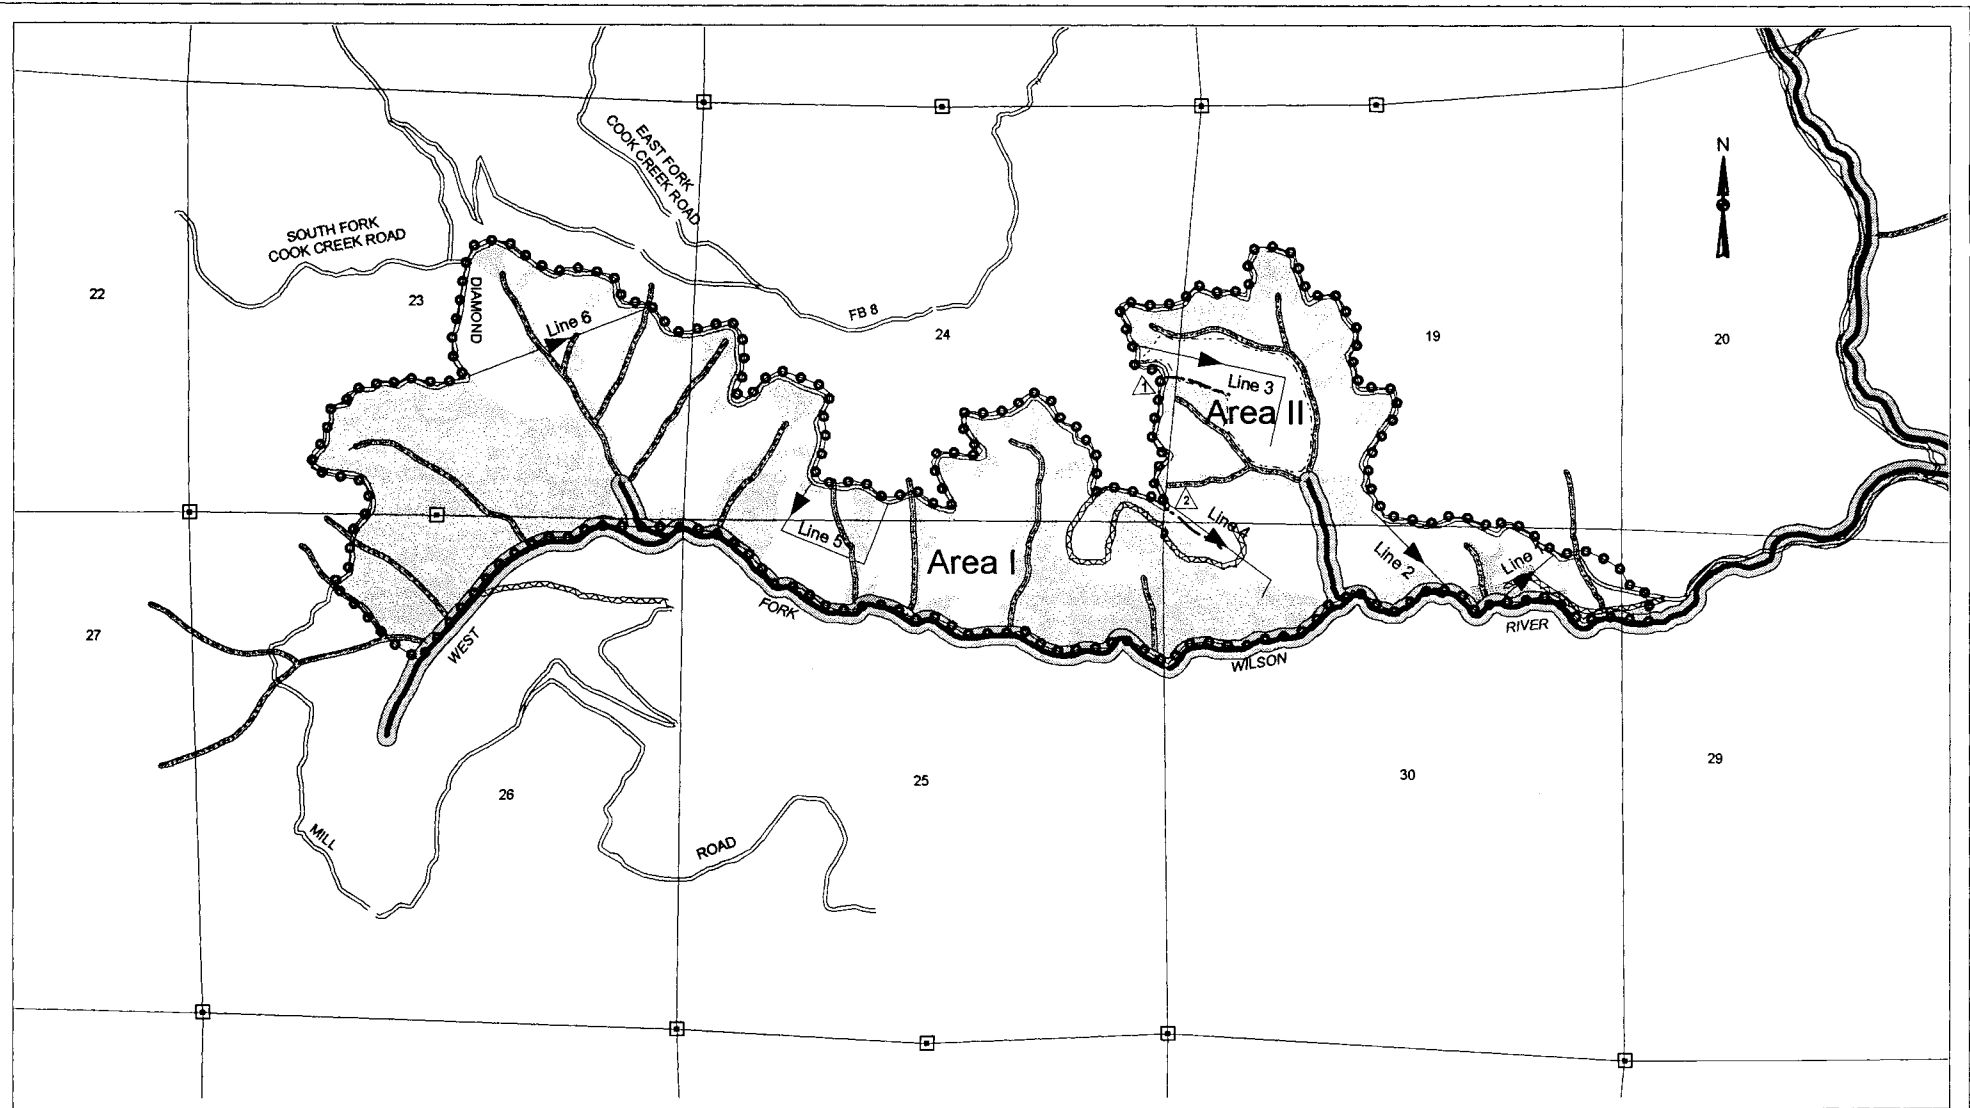 N
EAST FORK
COOK CREEK ROAD
SOUTH FORK
COOK CREEK ROAD
22
23
DIAMOND
Line 6
FB 8
24
19
20
1
Line 3
Area II
2
Line 4
Line 5
Area I
Line 2
Line 1
27
WEST
FORK
WILSON
RIVER
26
25
30
29
MILL
ROAD